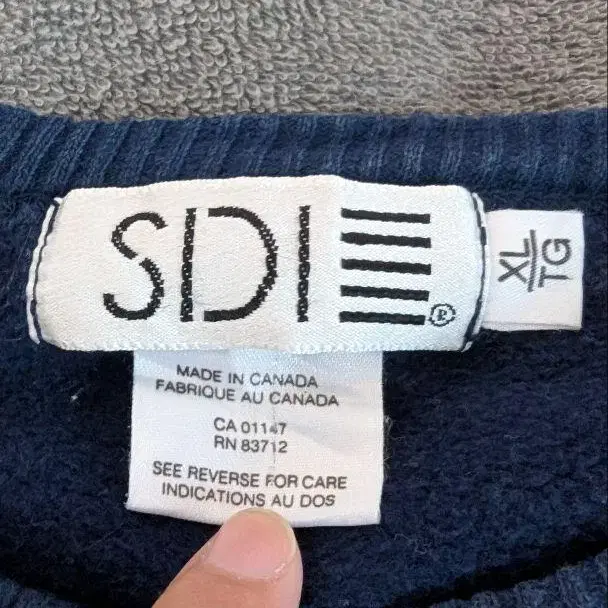 SIDI
®
XL/TG
MADE IN CANADA
FABRIQUE AU CANADA
CA 01147
RN 83712
SEE REVERSE FOR CARE
INDICATIONS AU DOS